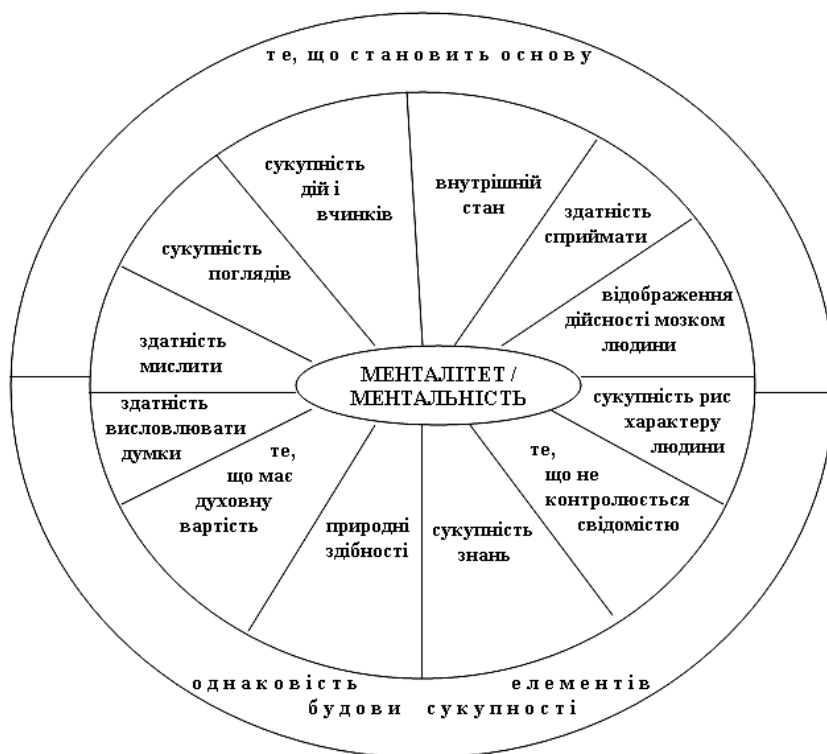 те, що становить основу
сукупність
дій і
вчинків
внутрішній
стан
здатність
сприймати
відображення
дійсності мозком
людини
сукупність рис
характеру
людини
те,
що не
контролюється
свідомістю
сукупність
знань
природні
здібності
те,
що має
духовну
вартість
здатність
висловлювати
думки
здатність
мислити
сукупність
поглядів
МЕНТАЛІТЕТ /
МЕНТАЛЬНІСТЬ
однаковість елементів
будови сукупності